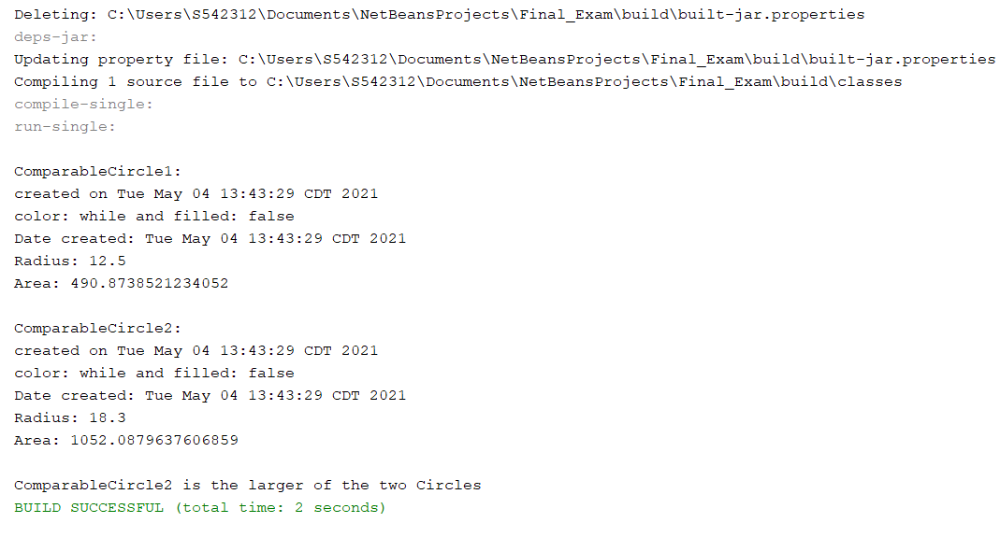 Deleting: C:\Users\S542312\Documents\NetBeansProjects\Final_Exam\build\built-jar.properties
deps-jar:
Updating property file: C:\Users\S542312\Documents\NetBeansProjects\Final_Exam\build\built-jar.properties
Compiling 1 source file to C:\Users\S542312\Documents\NetBeansProjects\Final_Exam\build\classes
compile-single:
run-single:
ComparableCircle1:
created on Tue May 04 13:43:29 CDT 2021
color: while and filled: false
Date created: Tue May 04 13:43:29 CDT 2021
Radius: 12.5
Area: 490.8738521234052
ComparableCircle2:
created on Tue May 04 13:43:29 CDT 2021
color: while and filled: false
Date created: Tue May 04 13:43:29 CDT 2021
Radius: 18.3
Area: 1052.0879637606859
ComparableCircle2 is the larger of the two Circles
BUILD SUCCESSFUL (total time: 2 seconds)